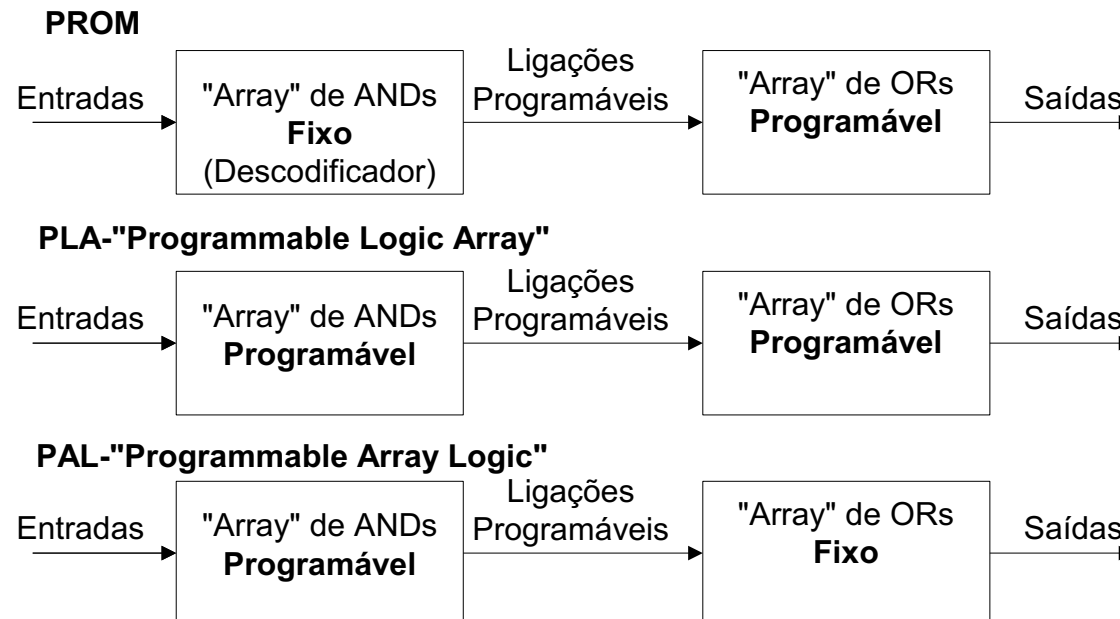 PROM
Entradas
"Array" de ANDs
Fixo
(Descodificador)
Ligações
Programáveis
"Array" de ORs
Programável
Saídas
PLA-"Programmable Logic Array"
Entradas
"Array" de ANDs
Programável
Ligações
Programáveis
"Array" de ORs
Programável
Saídas
PAL-"Programmable Array Logic"
Entradas
"Array" de ANDs
Programável
Ligações
Programáveis
"Array" de ORs
Fixo
Saídas